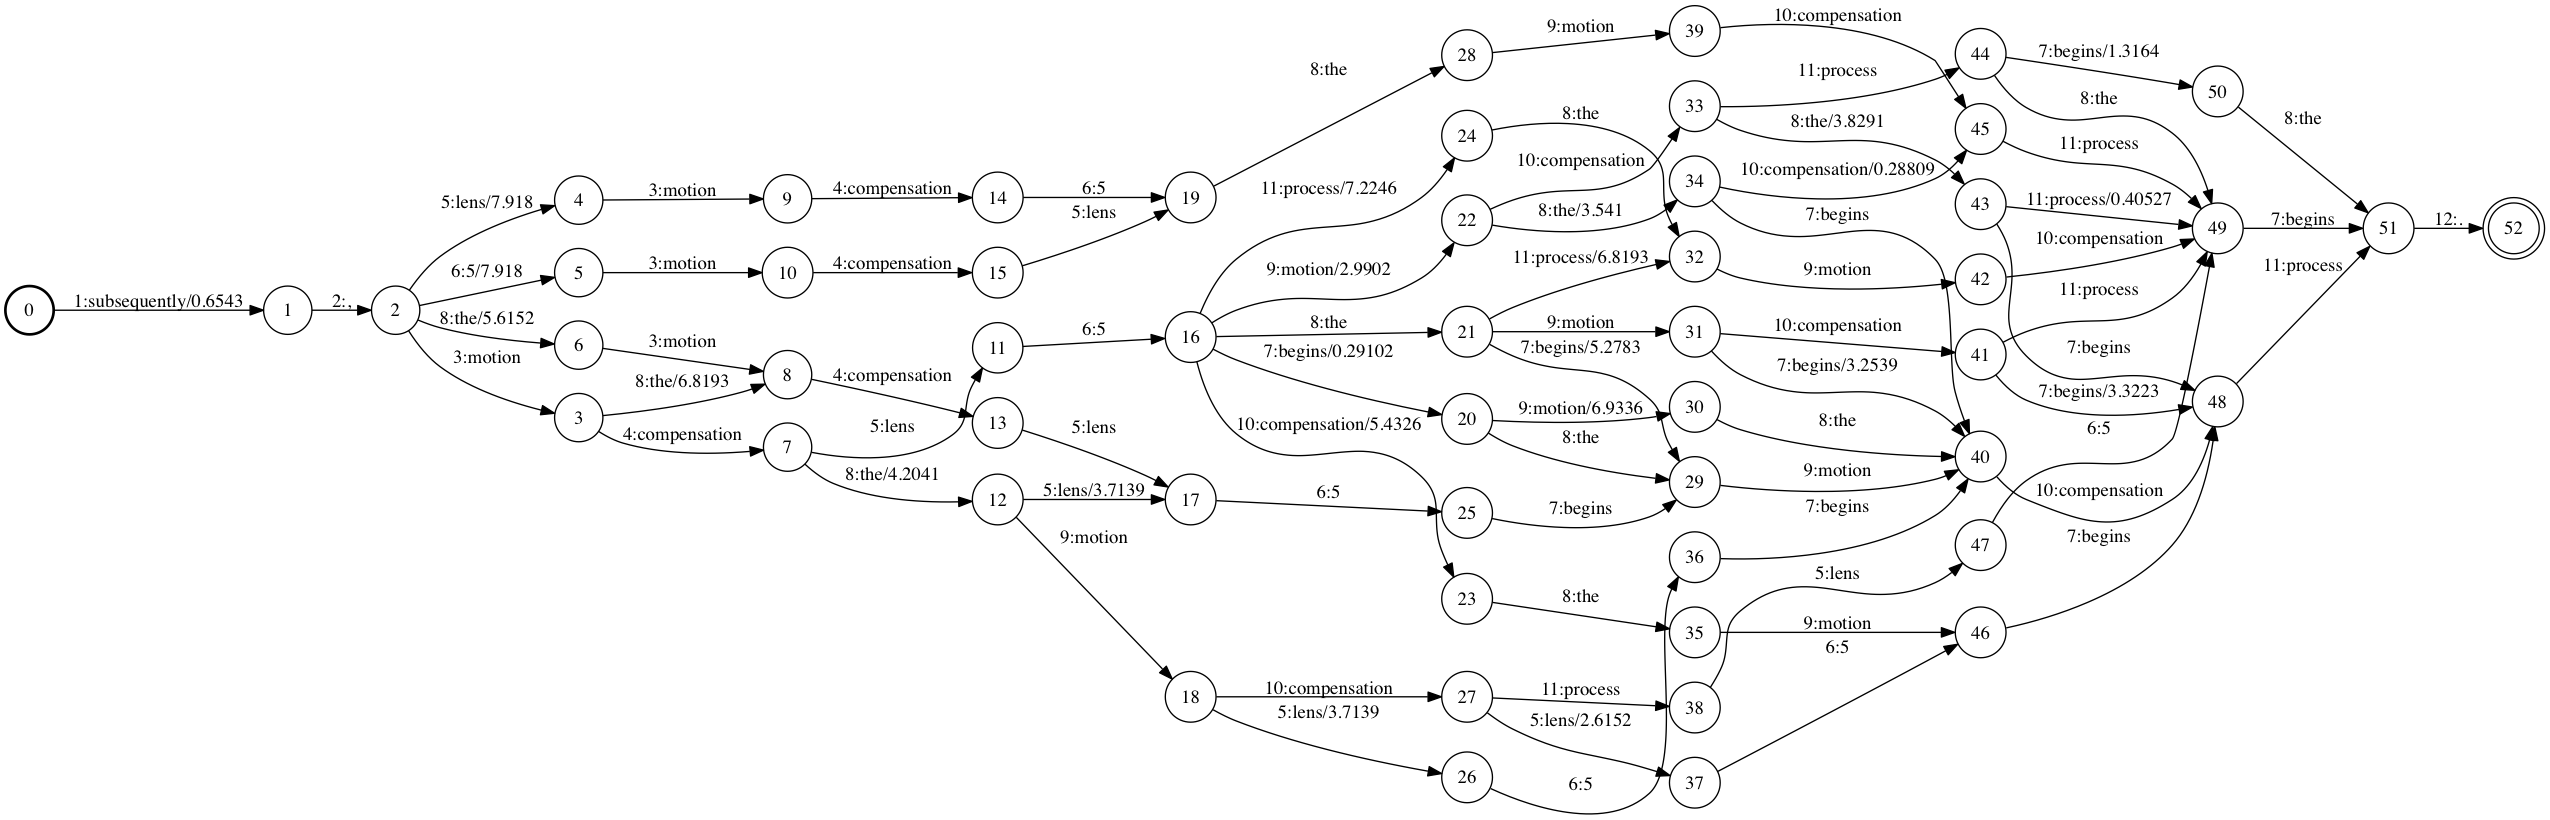 0
1:subsequently/0.6543
1
2:,
2
5:lens/7.918
6:5/7.918
8:the/5.6152
3:motion
4
5
6
3
3:motion
3:motion
3:motion
8:the/6.8193
4:compensation
9
10
8
7
4:compensation
4:compensation
4:compensation
5:lens
8:the/4.2041
14
15
11
13
12
6:5
5:lens
6:5
5:lens
5:lens/3.7139
9:motion
19
16
17
18
8:the
11:process/7.2246
9:motion/2.9902
8:the
7:begins/0.29102
10:compensation/5.4326
6:5
10:compensation
5:lens/3.7139
28
24
22
21
20
25
23
27
26
9:motion
8:the
10:compensation
8:the/3.541
11:process/6.8193
9:motion
7:begins/5.2783
9:motion/6.9336
8:the
7:begins
8:the
11:process
5:lens/2.6152
6:5
39
33
34
32
31
30
29
36
35
38
37
10:compensation
11:process
8:the/3.8291
10:compensation/0.28809
7:begins
9:motion
10:compensation
7:begins/3.2539
8:the
9:motion
7:begins
5:lens
9:motion
6:5
44
45
43
42
41
40
47
46
7:begins/1.3164
8:the
11:process
11:process/0.40527
10:compensation
11:process
7:begins
7:begins/3.3223
6:5
10:compensation
7:begins
50
49
48
8:the
7:begins
11:process
51
12:.
52